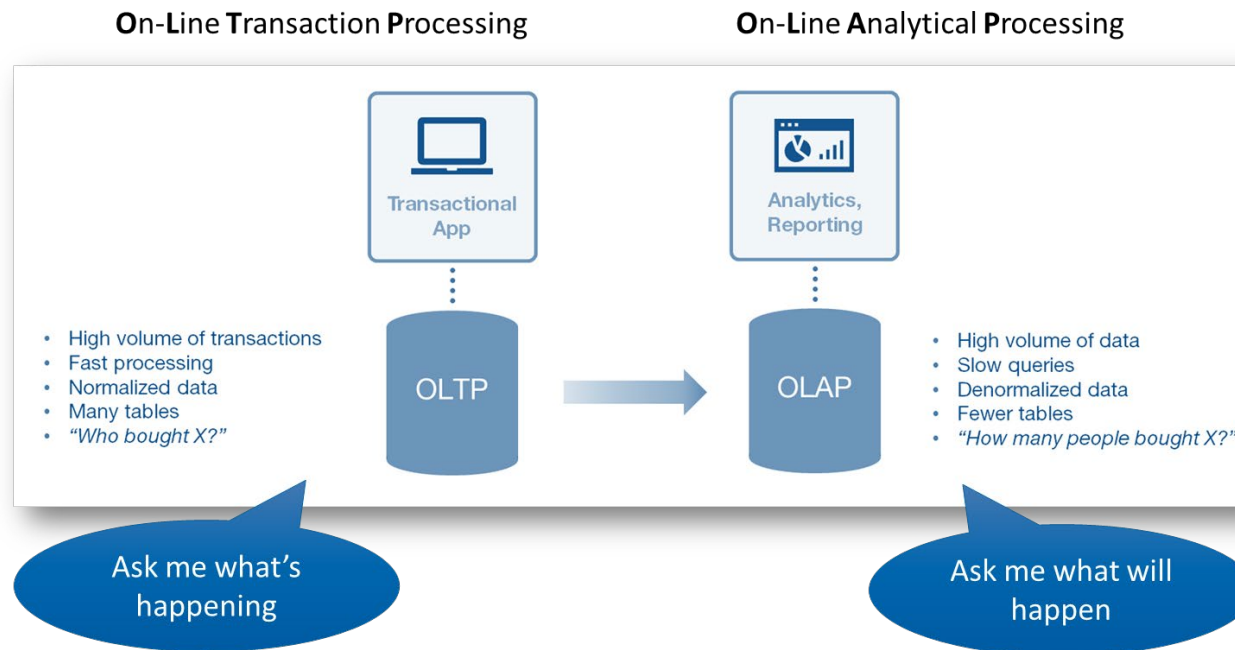 On-Line Transaction Processing
On-Line Analytical Processing
Transactional
App
Analytics,
Reporting
• High volume of transactions
• Fast processing
• Normalized data
• Many tables
• “Who bought X?”
OLTP
OLAP
• High volume of data
• Slow queries
• Denormalized data
• Fewer tables
• “How many people bought X?”
Ask me what’s
happening
Ask me what will
happen